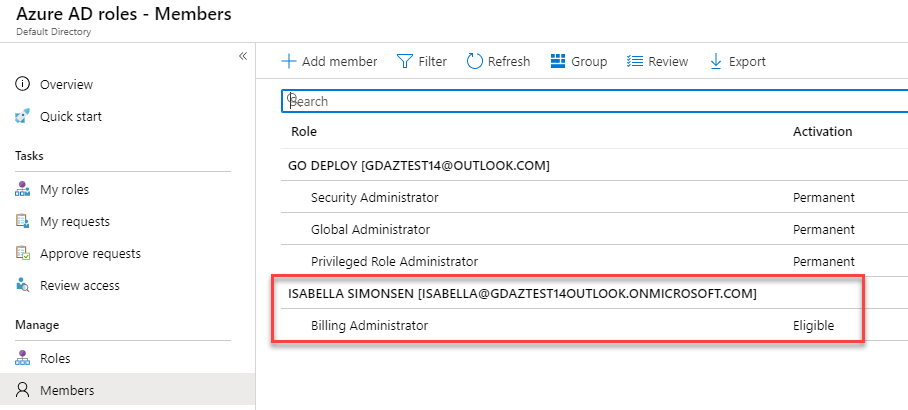 Azure AD roles - Members
Default Directory
«
Overview
Quick start
Tasks
My roles
My requests
Approve requests
Review access
Manage
Roles
Members
Add member Filter Refresh Group Review Export
Search
Role Activation
GO DEPLOY [GDAZTEST14@OUTLOOK.COM]
Security Administrator Permanent
Global Administrator Permanent
Privileged Role Administrator Permanent
ISABELLA SIMONSEN [ISABELLA@GDAZTEST14OUTLOOK.ONMICROSOFT.COM]
Billing Administrator Eligible